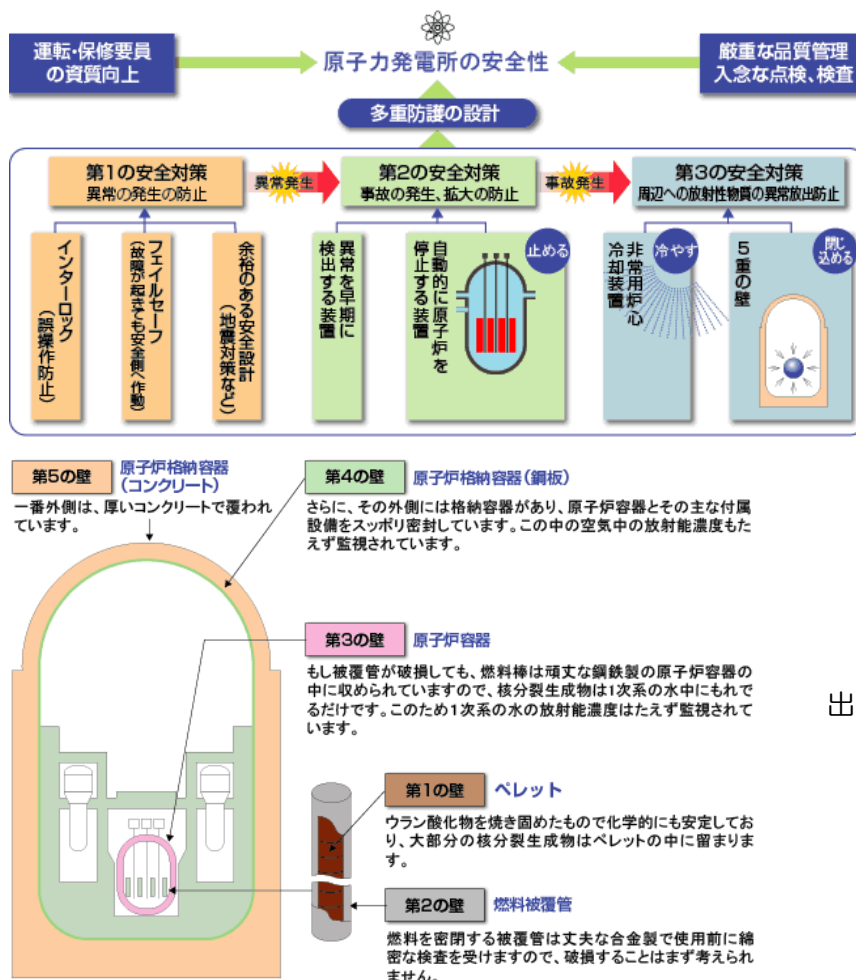 運転・保修要員
の資質向上
原子力発電所の安全性
厳重な品質管理
入念な点検、検査
多重防護の設計
第1の安全対策
異常の発生の防止
異常発生
第2の安全対策
事故の発生、拡大の防止
事故発生
第3の安全対策
周辺への放射性物質の異常放出防止
インターロック
(誤操作防止)
フェイルセーフ
(故障が起きても安全側へ作動)
余裕のある安全設計
(地震対策など)
異常を早期に
検出する装置
自動的に原子炉を
停止する装置
止める
非常用炉心
冷却装置
冷やす
5重の壁
閉じ
込める
第5の壁
原子炉格納容器
(コンクリート)
一番外側は、厚いコンクリートで覆われ
ています。
第4の壁
原子炉格納容器(鋼板)
さらに、その外側には格納容器があり、原子炉容器とその主な付属
設備をスッポリ密封しています。この中の空気中の放射能濃度もた
えず監視されています。
第3の壁
原子炉容器
もし被覆管が破損しても、燃料棒は頑丈な鋼鉄製の原子炉容器の
中に収められていますので、核分裂生成物は1次系の水中にもれで
るだけです。このため1次系の水の放射能濃度はたえず監視されて
います。
出
第1の壁
ペレット
ウラン酸化物を焼き固めたもので化学的にも安定してお
り、大部分の核分裂生成物はペレットの中に留まりま
す。
第2の壁
燃料被覆管
燃料を密閉する被覆管は丈夫な合金製で使用前に綿
密な検査を受けますので、破損することはまず考えられ
ません。